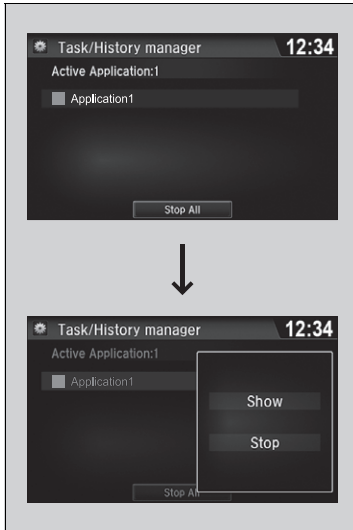 Task/History manager 12:34
Active Application:1
Application1
Stop All
Task/History manager 12:34
Active Application:1
Application1
Show
Stop
Stop All